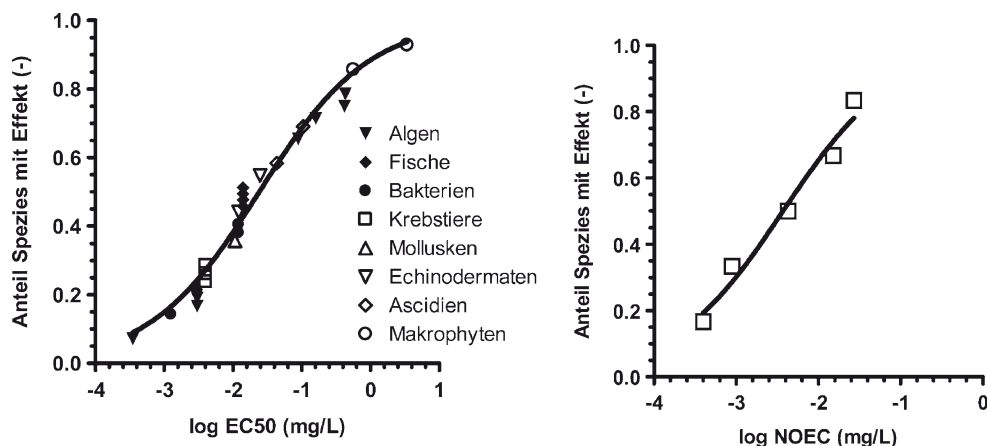 Anteil Spezies mit Effekt (-)
1.0
0.8
0.6
0.4
0.2
0.0
-4 -3 -2 -1 0 1
log EC50 (mg/L)
Algen
Fische
Bakterien
Krebstiere
Mollusken
Echinodermaten
Ascidien
Makrophyten
Anteil Spezies mit Effekt (-)
1.0
0.8
0.6
0.4
0.2
0.0
-4 -3 -2 -1 0
log NOEC (mg/L)